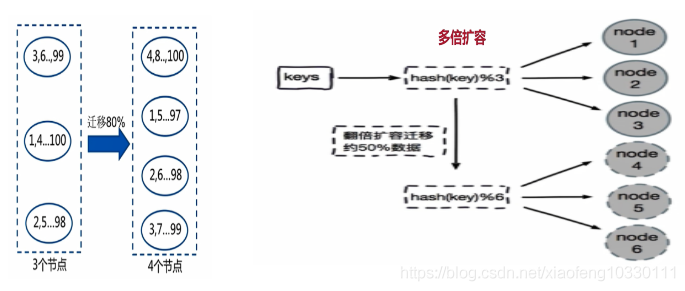 3,6..,99
1,4...100
2,5...98
3个节点
迁移80%
4,8..,100
1,5...97
2,6...98
3,7...99
4个节点
多倍扩容
keys
hash(key)%3
翻倍扩容迁移
约50%数据
hash(key)%6
node
1
node
2
node
3
node
4
node
5
node
6
https://blog.csdn.net/xiaofeng10330111